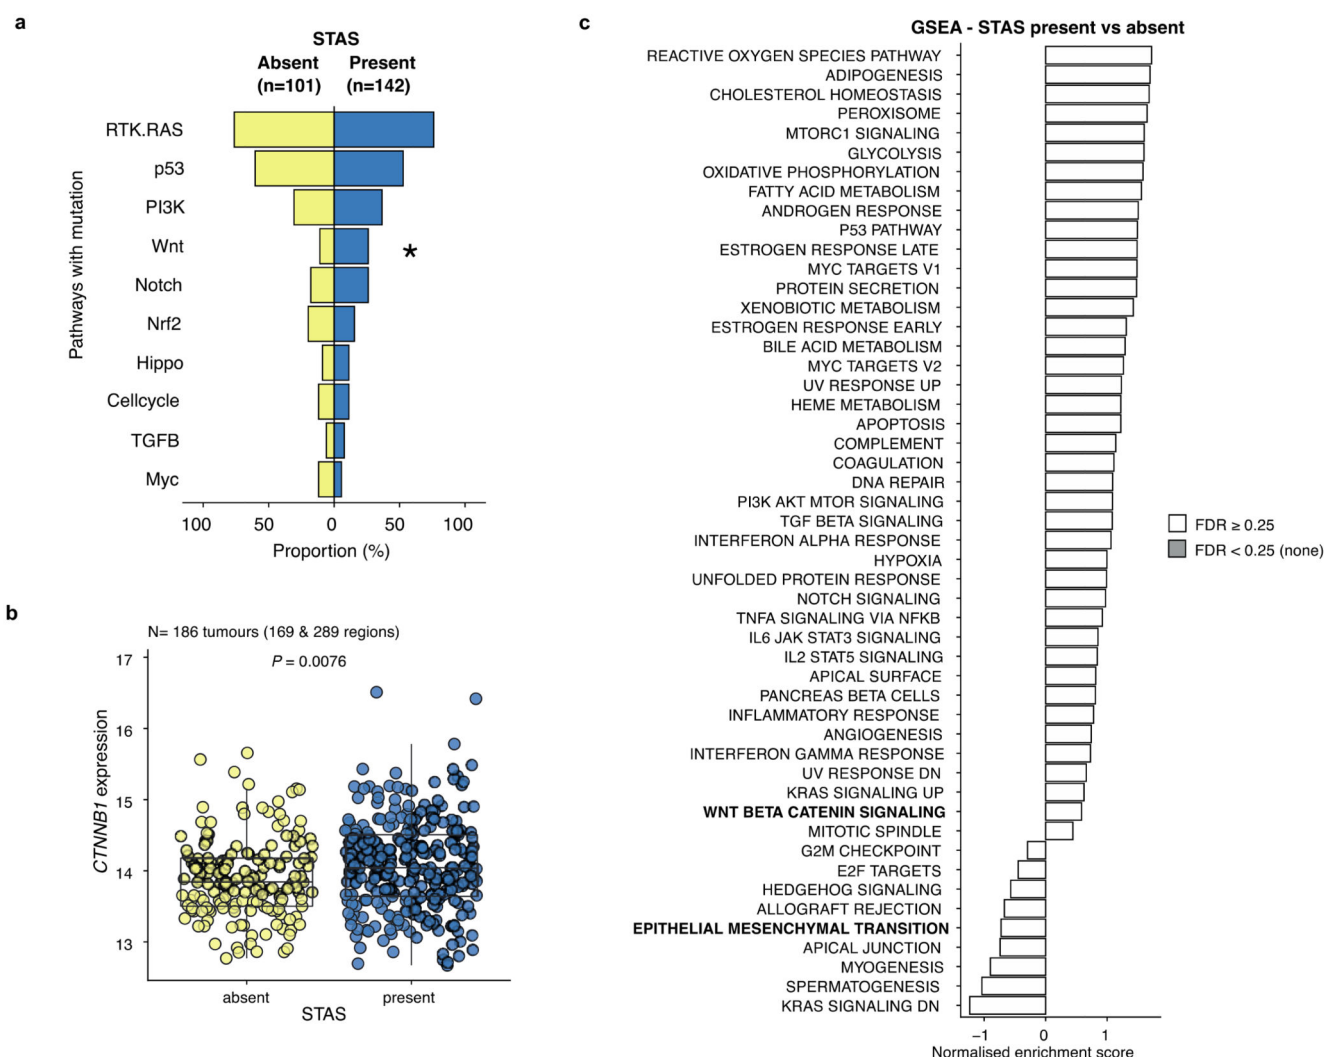 a
STAS
Absent Present
(n=101) (n=142)
Pathways with mutation
RTK.RAS
p53
PI3K
Wnt *
Notch
Nrf2
Hippo
Cellcycle
TGFB
Myc
100 50 0 50 100
Proportion (%)
b
N= 186 tumours (169 & 289 regions)
P = 0.0076
CTNNB1 expression
17
16
15
14
13
absent present
STAS
c
GSEA - STAS present vs absent
REACTIVE OXYGEN SPECIES PATHWAY
ADIPOGENESIS
CHOLESTEROL HOMEOSTASIS
PEROXISOME
MTORC1 SIGNALING
GLYCOLYSIS
OXIDATIVE PHOSPHORYLATION
FATTY ACID METABOLISM
ANDROGEN RESPONSE
P53 PATHWAY
ESTROGEN RESPONSE LATE
MYC TARGETS V1
PROTEIN SECRETION
XENOBIOTIC METABOLISM
ESTROGEN RESPONSE EARLY
BILE ACID METABOLISM
MYC TARGETS V2
UV RESPONSE UP
HEME METABOLISM
APOPTOSIS
COMPLEMENT
COAGULATION
DNA REPAIR
PI3K AKT MTOR SIGNALING
TGF BETA SIGNALING
INTERFERON ALPHA RESPONSE
HYPOXIA
UNFOLDED PROTEIN RESPONSE
NOTCH SIGNALING
TNFA SIGNALING VIA NFKB
IL6 JAK STAT3 SIGNALING
IL2 STAT5 SIGNALING
APICAL SURFACE
PANCREAS BETA CELLS
INFLAMMATORY RESPONSE
ANGIOGENESIS
INTERFERON GAMMA RESPONSE
UV RESPONSE DN
KRAS SIGNALING UP
WNT BETA CATENIN SIGNALING
MITOTIC SPINDLE
G2M CHECKPOINT
E2F TARGETS
HEDGEHOG SIGNALING
ALLOGRAFT REJECTION
EPITHELIAL MESENCHYMAL TRANSITION
APICAL JUNCTION
MYOGENESIS
SPERMATOGENESIS
KRAS SIGNALING DN
−1 0 1
Normalised enrichment score
FDR ≥ 0.25
FDR < 0.25 (none)